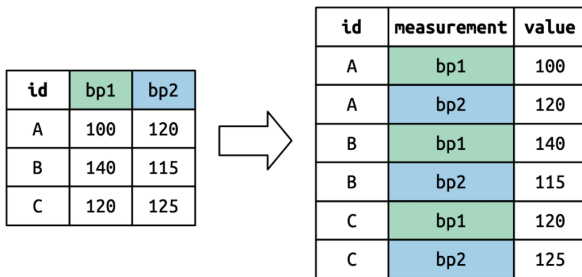 id bp1 bp2
A 100 120
B 140 115
C 120 125
id measurement value
A bp1 100
A bp2 120
B bp1 140
B bp2 115
C bp1 120
C bp2 125